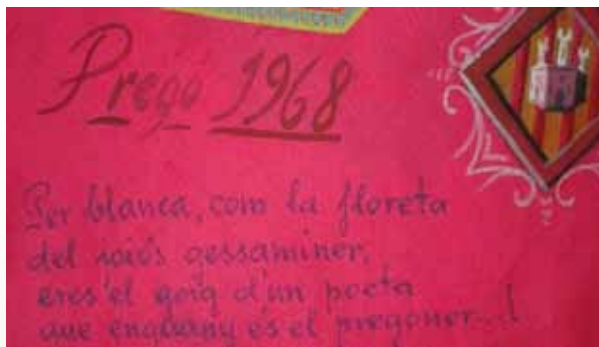 Pregó 1968
Per blanca, com la floreta
del joiós gessaminer,
eres el goig d'un poeta
que enguany és el pregoner...!